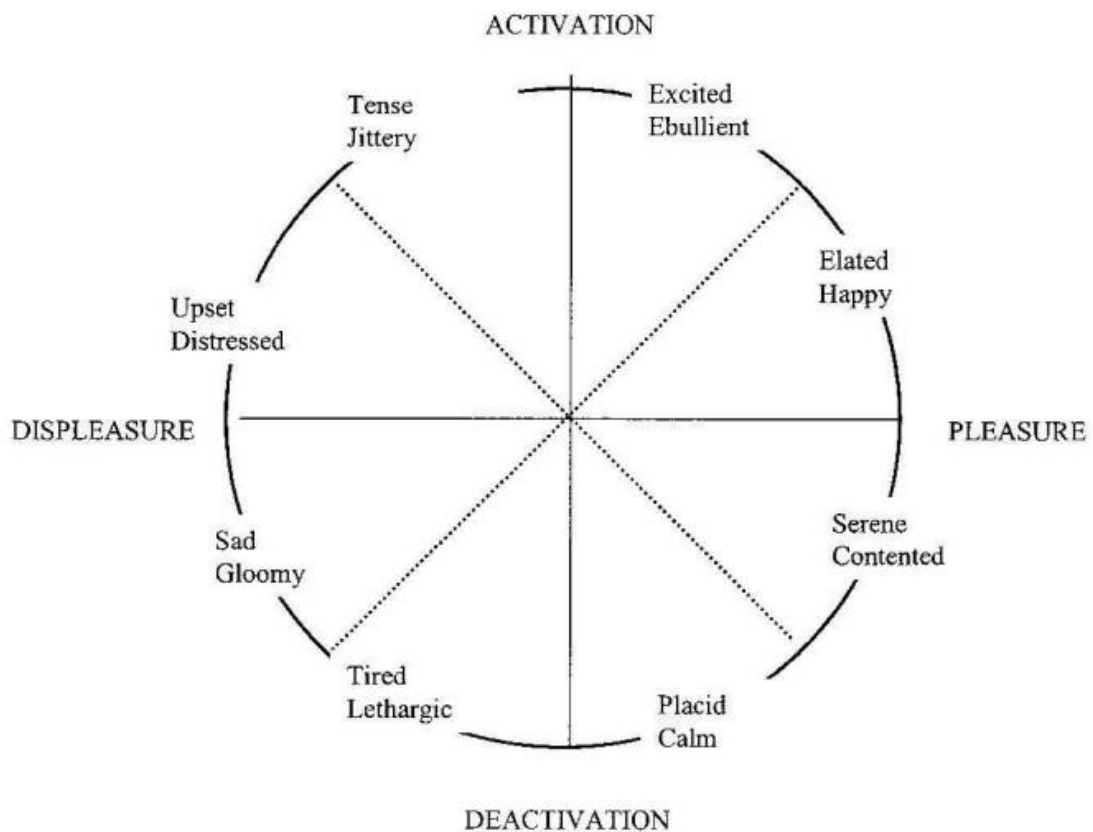 ACTIVATION
Tense
Jittery
Excited
Ebullient
Elated
Happy
Upset
Distressed
DISPLEASURE
PLEASURE
Sad
Gloomy
Serene
Contented
Tired
Lethargic
Placid
Calm
DEACTIVATION